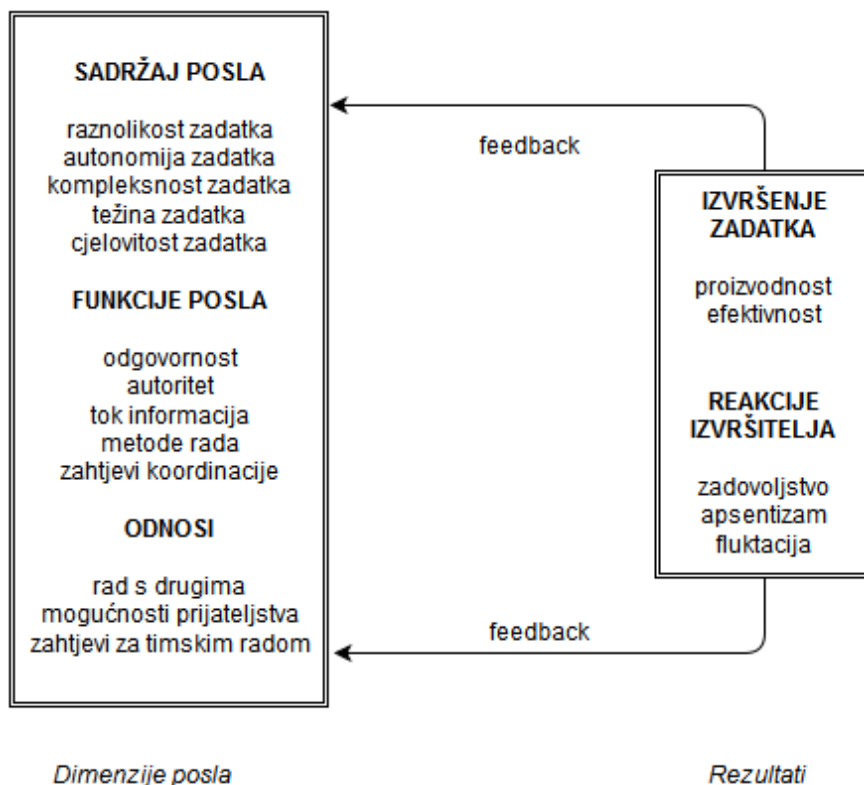 SADRŽAJ POSLA
raznolikost zadatka
autonomija zadatka
kompleksnost zadatka
težina zadatka
cjelovitost zadatka
FUNKCIJE POSLA
odgovornost
autoritet
tok informacija
metode rada
zahtjevi koordinacije
ODNOSI
rad s drugima
mogućnosti prijateljstva
zahtjevi za timskim radom
feedback
feedback
IZVRŠENJE
ZADATKA
proizvodnost
efektivnost
REAKCIJE
IZVRŠITELJA
zadovoljstvo
apsentizam
fluktacija
Dimenzije posla
Rezultati